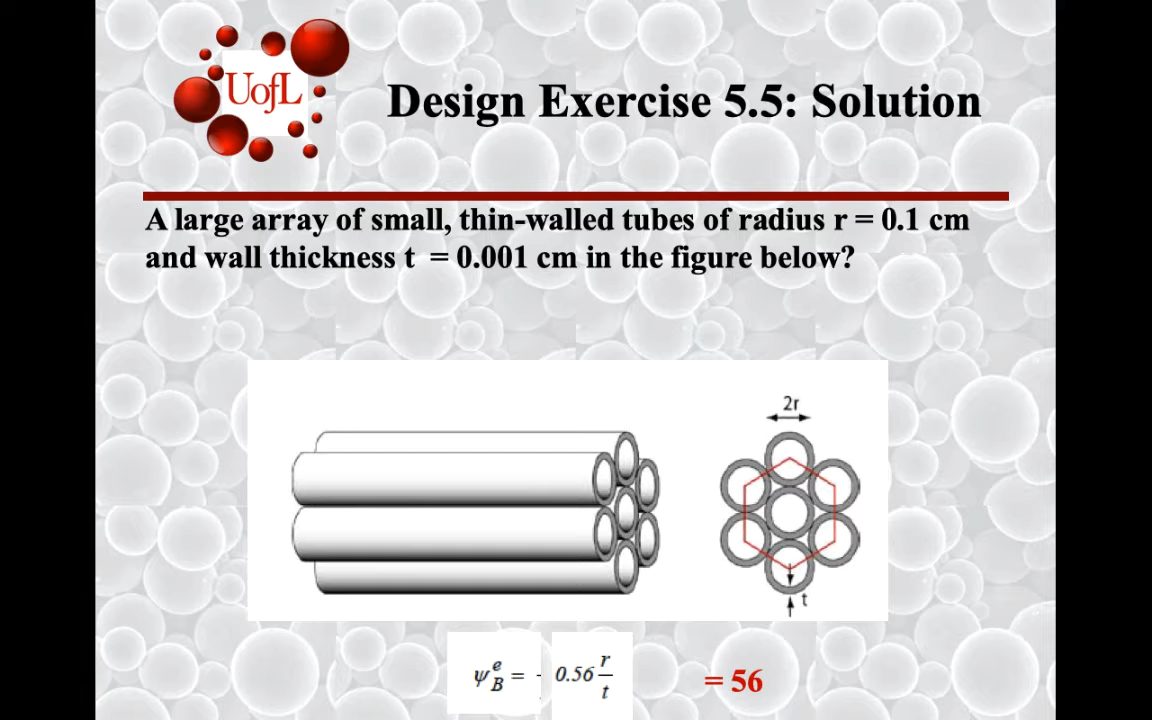 UofL
Design Exercise 5.5: Solution
A large array of small, thin-walled tubes of radius r = 0.1 cm
and wall thickness t = 0.001 cm in the figure below?
2r
t
ψ_B^e = - 0.56 r/t = 56